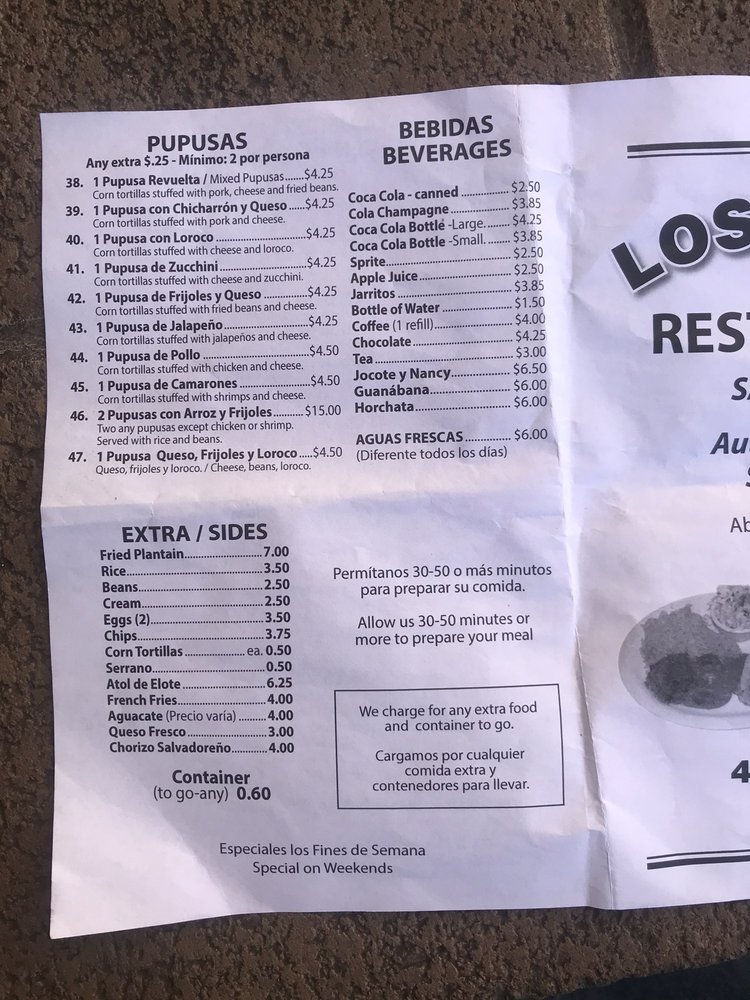 PUPUSAS
Any extra $.25 - Mínimo: 2 por persona
38. 1 Pupusa Revuelta / Mixed Pupusas.......$4.25
Corn tortillas stuffed with pork, cheese and fried beans.
39. 1 Pupusa con Chicharrón y Queso ......$4.25
Corn tortillas stuffed with pork and cheese.
40. 1 Pupusa con Loroco ...........................$4.25
Corn tortillas stuffed with cheese and loroco.
41. 1 Pupusa de Zucchini..........................$4.25
Corn tortillas stuffed with cheese and zucchini.
42. 1 Pupusa de Frijoles y Queso .............$4.25
Corn tortillas stuffed with fried beans and cheese.
43. 1 Pupusa de Jalapeño.........................$4.25
Corn tortillas stuffed with jalapeños and cheese.
44. 1 Pupusa de Pollo ...............................$4.50
Corn tortillas stuffed with chicken and cheese.
45. 1 Pupusa de Camarones....................$4.50
Corn tortillas stuffed with shrimps and cheese.
46. 2 Pupusas con Arroz y Frijoles..........$15.00
Two any pupusas except chicken or shrimp.
Served with rice and beans.
47. 1 Pupusa Queso, Frijoles y Loroco.....$4.50
Queso, frijoles y loroco. / Cheese, beans, loroco.
BEBIDAS
BEVERAGES
Coca Cola - canned ................ $2.50
Cola Champagne.................... $3.85
Coca Cola Bottle -Large.......... $4.25
Coca Cola Bottle -Small.......... $3.85
Sprite...................................... $2.50
Apple Juice............................. $2.50
Jarritos ................................... $3.85
Bottle of Water ...................... $1.50
Coffee (1 refill)........................ $4.00
Chocolate............................... $4.25
Tea.......................................... $3.00
Jocote y Nancy....................... $6.50
Guanábana............................. $6.00
Horchata................................. $6.00
AGUAS FRESCAS............... $6.00
(Diferente todos los días)
EXTRA / SIDES
Fried Plantain..........................7.00
Rice..........................................3.50
Beans.......................................2.50
Cream......................................2.50
Eggs (2)...................................3.50
Chips.......................................3.75
Corn Tortillas .................... ea. 0.50
Serrano....................................0.50
Atol de Elote ...........................6.25
French Fries.............................4.00
Aguacate (Precio varía) .........4.00
Queso Fresco..........................3.00
Chorizo Salvadoreño..............4.00
Container
(to go-any) 0.60
Permítanos 30-50 o más minutos
para preparar su comida.
Allow us 30-50 minutes or
more to prepare your meal
We charge for any extra food
and container to go.
Cargamos por cualquier
comida extra y
contenedores para llevar.
Especiales los Fines de Semana
Special on Weekends
LOS
REST
Au
Ab
4